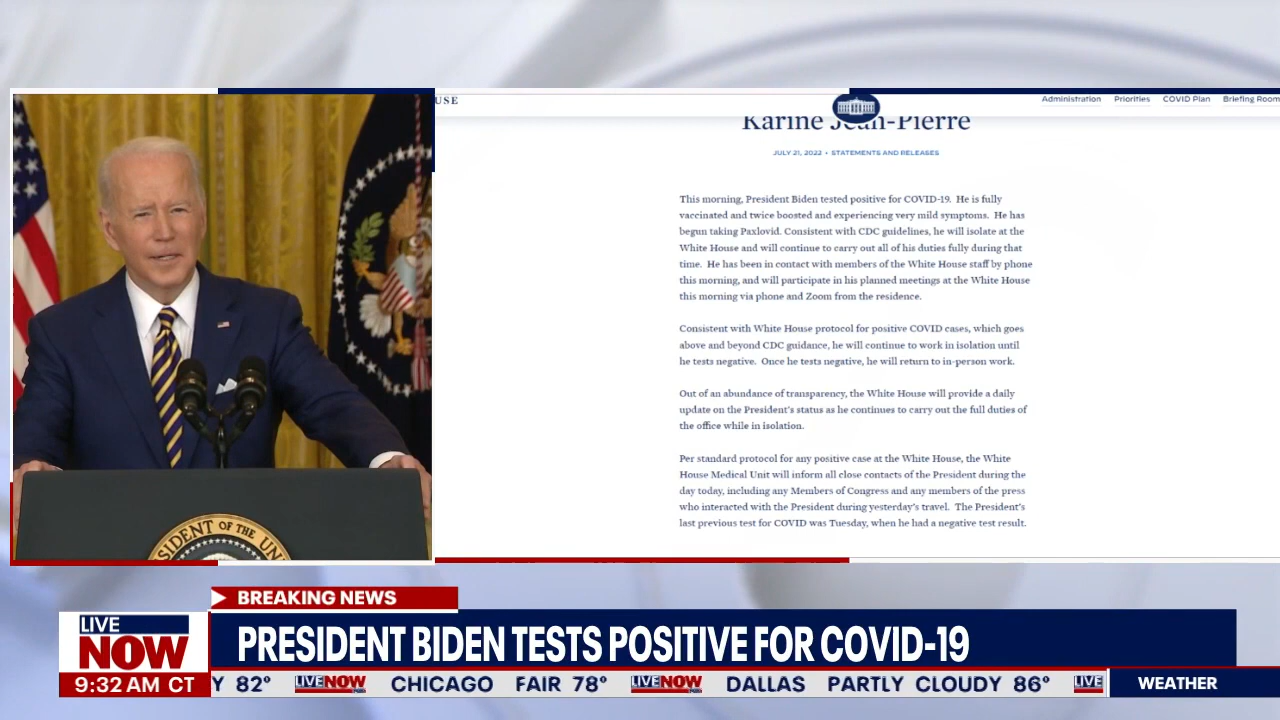 USE
Administration Priorities COVID Plan Briefing Room
Karine Jean-Pierre
JULY 21, 2022 • STATEMENTS AND RELEASES
This morning, President Biden tested positive for COVID-19. He is fully
vaccinated and twice boosted and experiencing very mild symptoms. He has
begun taking Paxlovid. Consistent with CDC guidelines, he will isolate at the
White House and will continue to carry out all of his duties fully during that
time. He has been in contact with members of the White House staff by phone
this morning, and will participate in his planned meetings at the White House
this morning via phone and Zoom from the residence.
Consistent with White House protocol for positive COVID cases, which goes
above and beyond CDC guidance, he will continue to work in isolation until
he tests negative. Once he tests negative, he will return to in-person work.
Out of an abundance of transparency, the White House will provide a daily
update on the President's status as he continues to carry out the full duties of
the office while in isolation.
Per standard protocol for any positive case at the White House, the White
House Medical Unit will inform all close contacts of the President during the
day today, including any Members of Congress and any members of the press
who interacted with the President during yesterday's travel. The President's
last previous test for COVID was Tuesday, when he had a negative test result.
SIDENT OF THE UNI
BREAKING NEWS
LIVE
NOW
PRESIDENT BIDEN TESTS POSITIVE FOR COVID-19
9:32 AM CT
Y 82° LIVENOW FOX CHICAGO FAIR 78° LIVENOW FOX DALLAS PARTLY CLOUDY 86° LIVE
WEATHER